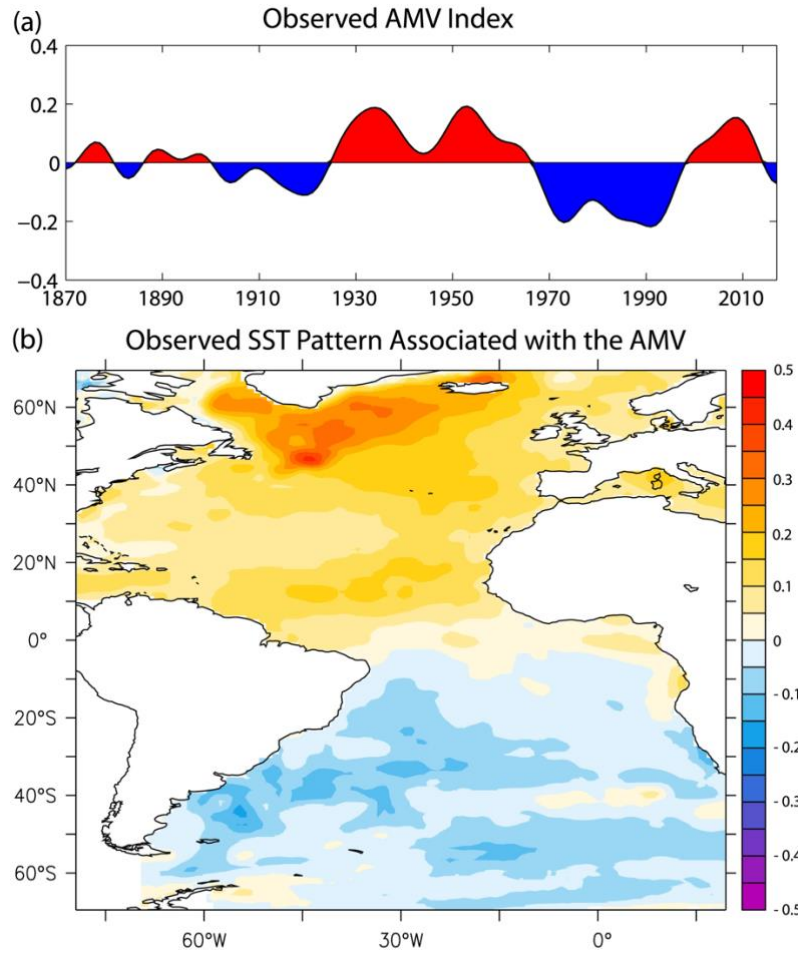 (a)
Observed AMV Index
0.4
0.2
0
−0.2
−0.4
1870 1890 1910 1930 1950 1970 1990 2010
(b)
Observed SST Pattern Associated with the AMV
60°N
40°N
20°N
0°
20°S
40°S
60°S
60°W 30°W 0°
0.5
0.4
0.3
0.2
0.1
0
- 0.1
- 0.2
- 0.3
- 0.4
- 0.5